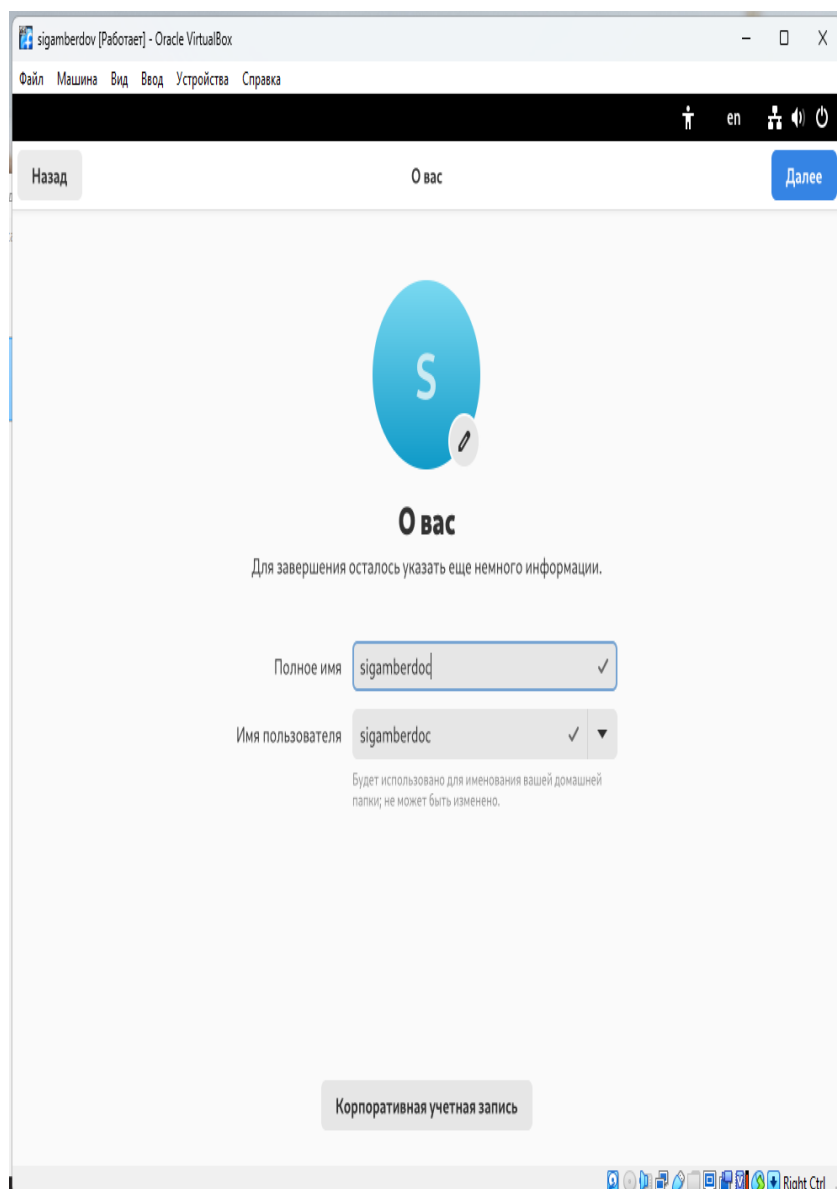 sigamberdov [Работает] - Oracle VirtualBox
Файл Машина Вид Ввод Устройства Справка
en
Назад О вас Далее
S
О вас
Для завершения осталось указать еще немного информации.
Полное имя sigamberdoc
Имя пользователя sigamberdoc
Будет использовано для именования вашей домашней
папки; не может быть изменено.
Корпоративная учетная запись
Right Ctrl